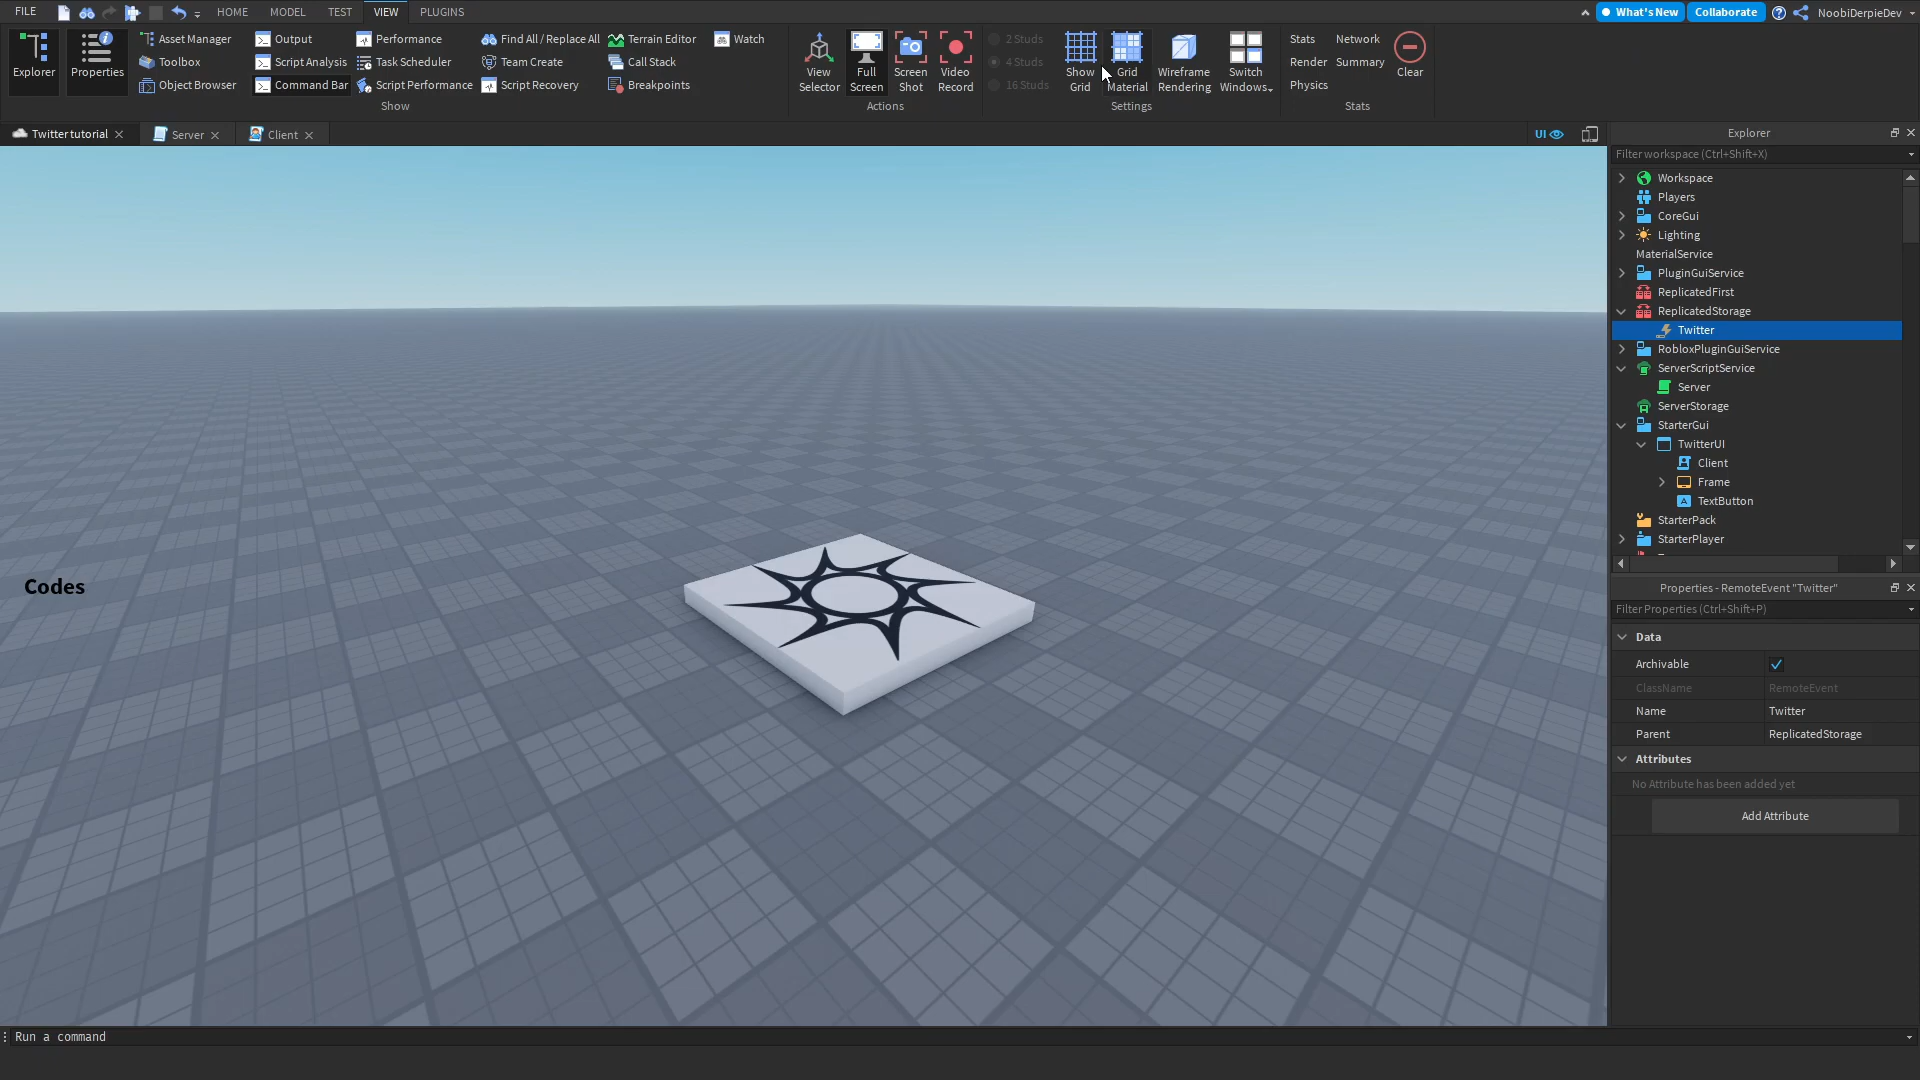 FILE
HOME
MODEL
TEST
VIEW
PLUGINS
What's New
Collaborate
NoobiDerpieDev
Explorer
Properties
Asset Manager
Toolbox
Object Browser
Output
Script Analysis
Command Bar
Performance
Task Scheduler
Script Performance
Find All / Replace All
Team Create
Script Recovery
Terrain Editor
Call Stack
Breakpoints
Watch
Show
View
Selector
Full
Screen
Screen
Shot
Video
Record
Actions
2 Studs
4 Studs
16 Studs
Show
Grid
Grid
Material
Wireframe
Rendering
Switch
Windows
Settings
Stats
Render
Physics
Network
Summary
Clear
Stats
Twitter tutorial
Server
Client
UI
Codes
Explorer
Filter workspace (Ctrl+Shift+X)
Workspace
Players
CoreGui
Lighting
MaterialService
PluginGuiService
ReplicatedFirst
ReplicatedStorage
Twitter
RobloxPluginGuiService
ServerScriptService
Server
ServerStorage
StarterGui
TwitterUI
Client
Frame
A TextButton
StarterPack
StarterPlayer
Properties - RemoteEvent "Twitter"
Filter Properties (Ctrl+Shift+P)
Data
Archivable
ClassName RemoteEvent
Name Twitter
Parent ReplicatedStorage
Attributes
No Attribute has been added yet
Add Attribute
Run a command